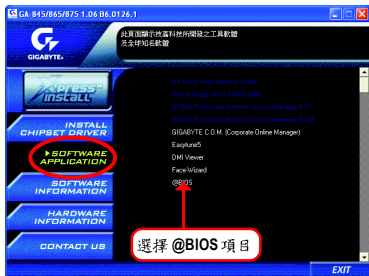 GA-845/865/875 1.06 B6.0126.1
GIGABYTE™
此頁面顯示技嘉科技所開發之工具軟體
及全球知名軟體
Xpress™
Install
INSTALL
CHIPSET DRIVER
SOFTWARE
APPLICATION
SOFTWARE
INFORMATION
HARDWARE
INFORMATION
CONTACT US
GIGABYTE C.O.M. (Corporate Online Manager)
Easytune5
DMI Viewer
Face-Wizard
@BIOS
選擇 @BIOS 項目
EXIT